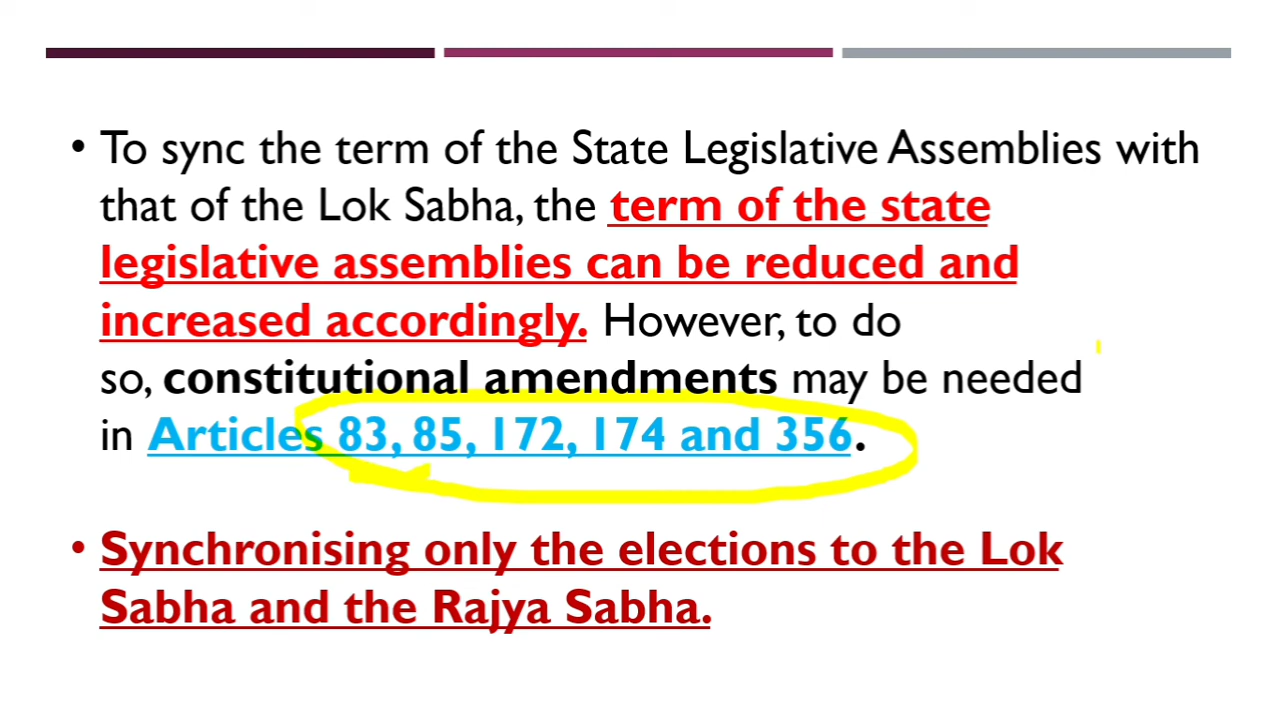 • To sync the term of the State Legislative Assemblies with
that of the Lok Sabha, the term of the state
legislative assemblies can be reduced and
increased accordingly. However, to do
so, constitutional amendments may be needed
in Articles 83, 85, 172, 174 and 356.
• Synchronising only the elections to the Lok
Sabha and the Rajya Sabha.